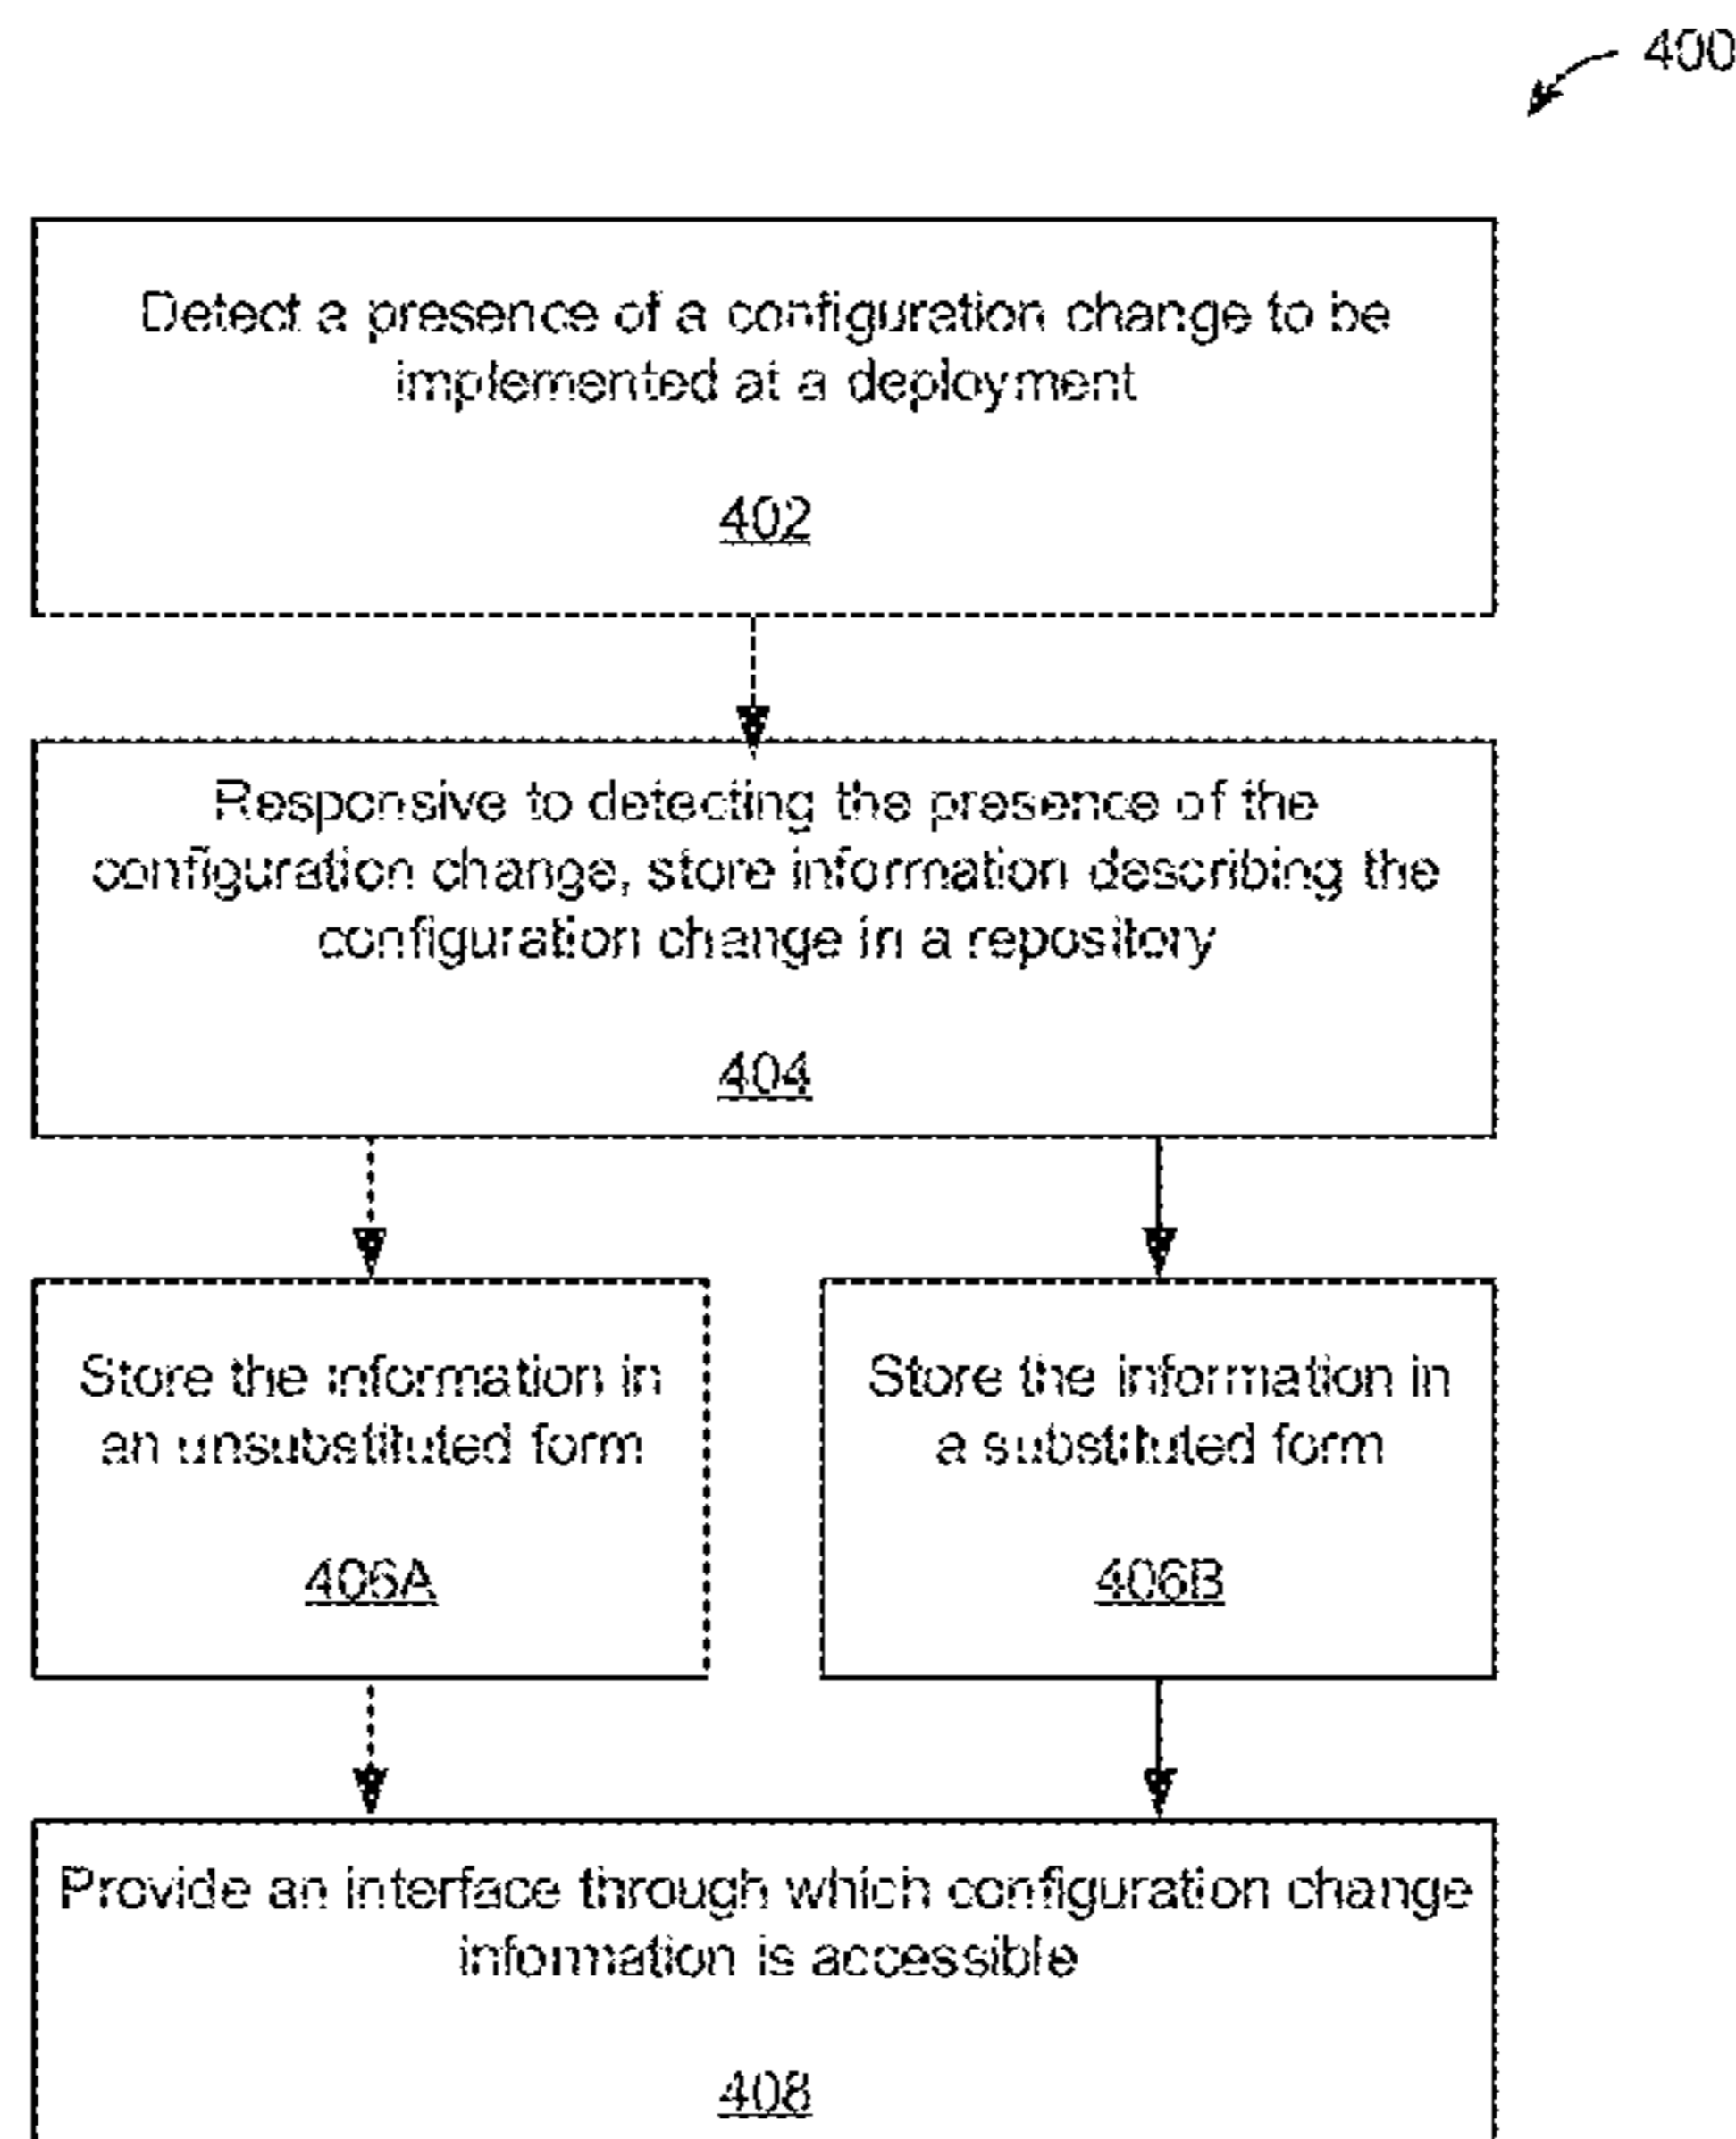 400
Detect a presence of a configuration change to be
implemented at a deployment
402
Responsive to detecting the presence of the
configuration change, store information describing the
configuration change in a repository
404
Store the information in
an unsubstituted form
406A
Store the information in
a substituted form
406B
Provide an interface through which configuration change
information is accessible
408